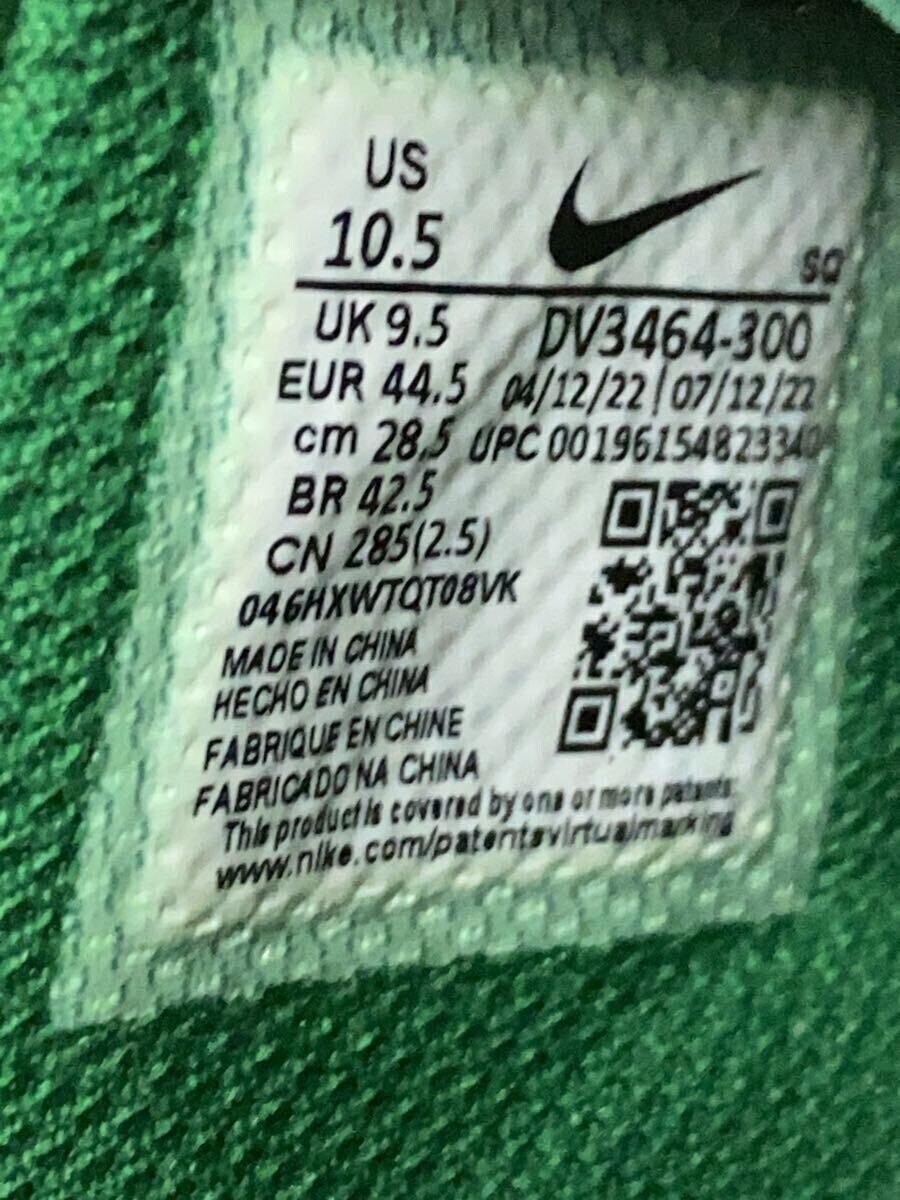 US
10.5
SQ
UK 9.5 DV3464-300
EUR 44.5 04/12/22 | 07/12/22
cm 28.5 UPC
BR 42.5
CN 285(2.5)
046HXWTQT08VK
MADE IN CHINA
HECHO EN CHINA
FABRIQUE EN CHINE
FABRICADO NA CHINA
This product is covered by one or more patents:
www.nike.com/patentsvirtualmarking